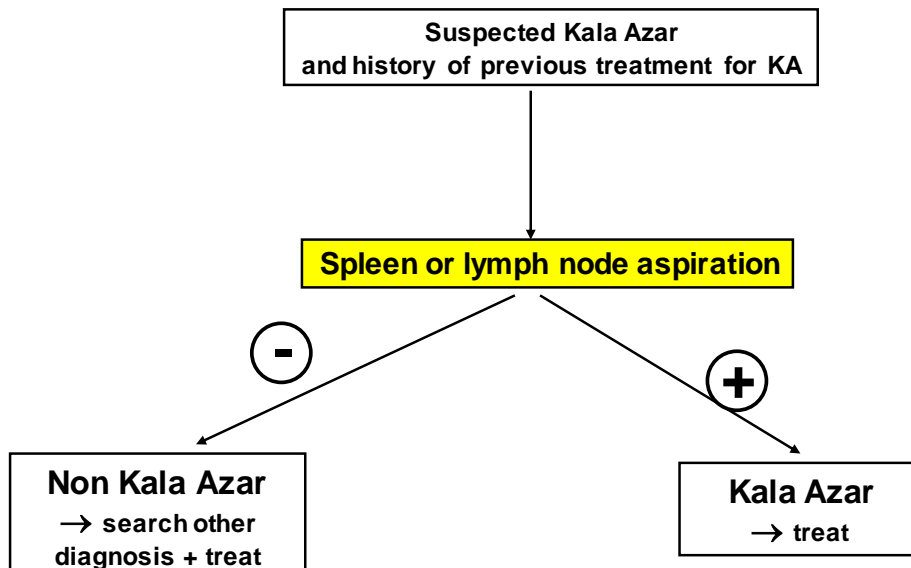 Suspected Kala Azar
and history of previous treatment for KA
Spleen or lymph node aspiration
-
+
Non Kala Azar
→ search other
diagnosis + treat
Kala Azar
→ treat